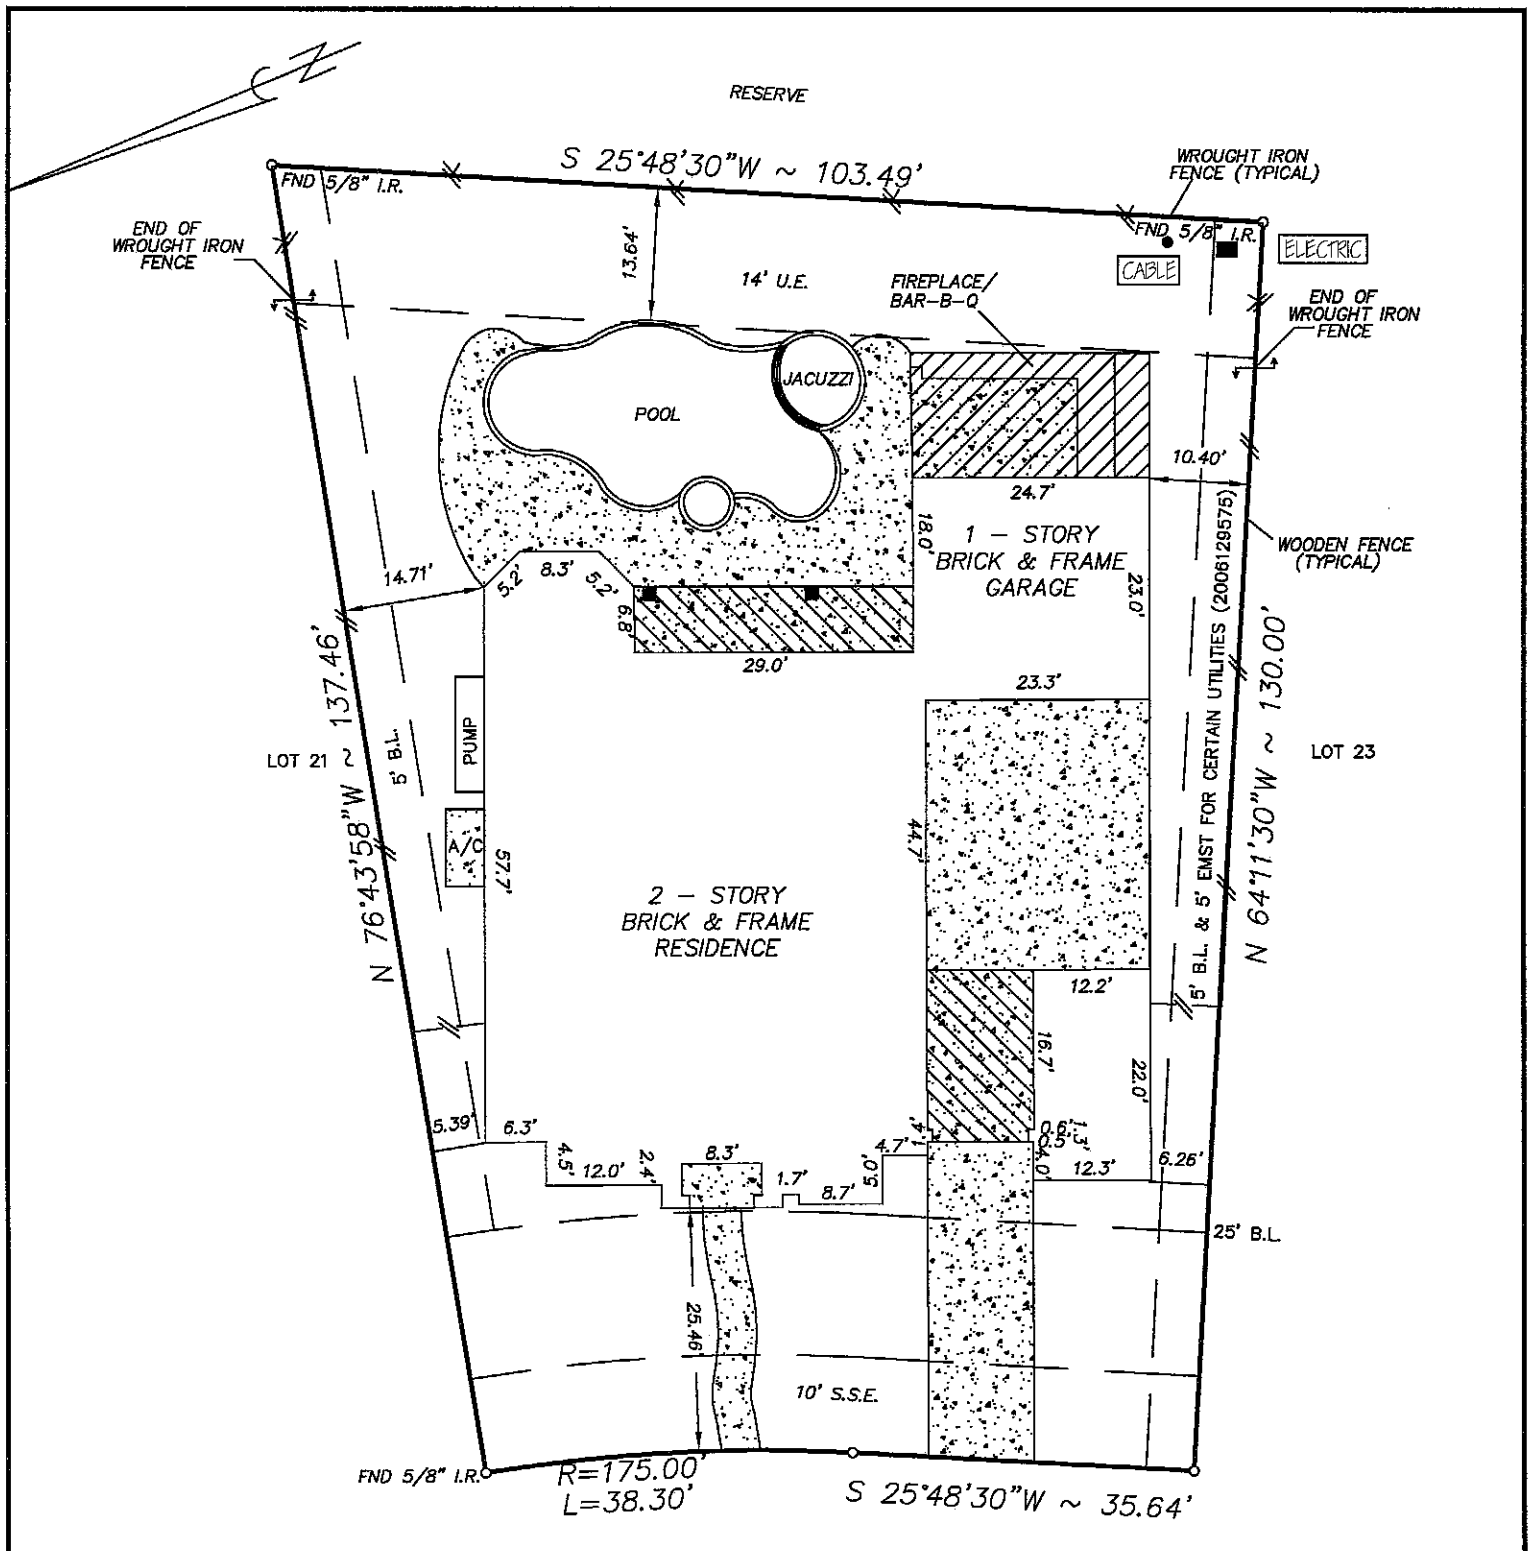 N
RESERVE
S 25°48'30"W ~ 103.49'
WROUGHT IRON
FENCE (TYPICAL)
FND 5/8" I.R.
FND 5/8" I.R.
ELECTRIC
CABLE
END OF
WROUGHT IRON
FENCE
13.64'
14' U.E.
FIREPLACE/
BAR-B-Q
END OF
WROUGHT IRON
FENCE
JACUZZI
POOL
10.40'
24.7'
18.0'
1 - STORY
BRICK & FRAME
GARAGE
WOODEN FENCE
(TYPICAL)
14.71'
5.2'
8.3'
5.2'
23.0'
6.8'
29.0'
23.3'
N 76°43'58"W ~ 137.46'
LOT 21
5' B.L.
PUMP
A/C
57.7'
44.7'
5' B.L. & 5' EMST FOR CERTAIN UTILITIES (2006129575)
N 64°11'30"W ~ 130.00'
LOT 23
2 - STORY
BRICK & FRAME
RESIDENCE
12.2'
16.7'
22.0'
5.39'
6.3'
4.5'
12.0'
2.4'
8.3'
1.7'
8.7'
5.0'
4.7'
1.4'
0.6'
0.5'
1.3'
4.0'
12.3'
6.26'
25' B.L.
25.46'
10' S.S.E.
FND 5/8" I.R.
R=175.00'
L=38.30'
S 25°48'30"W ~ 35.64'